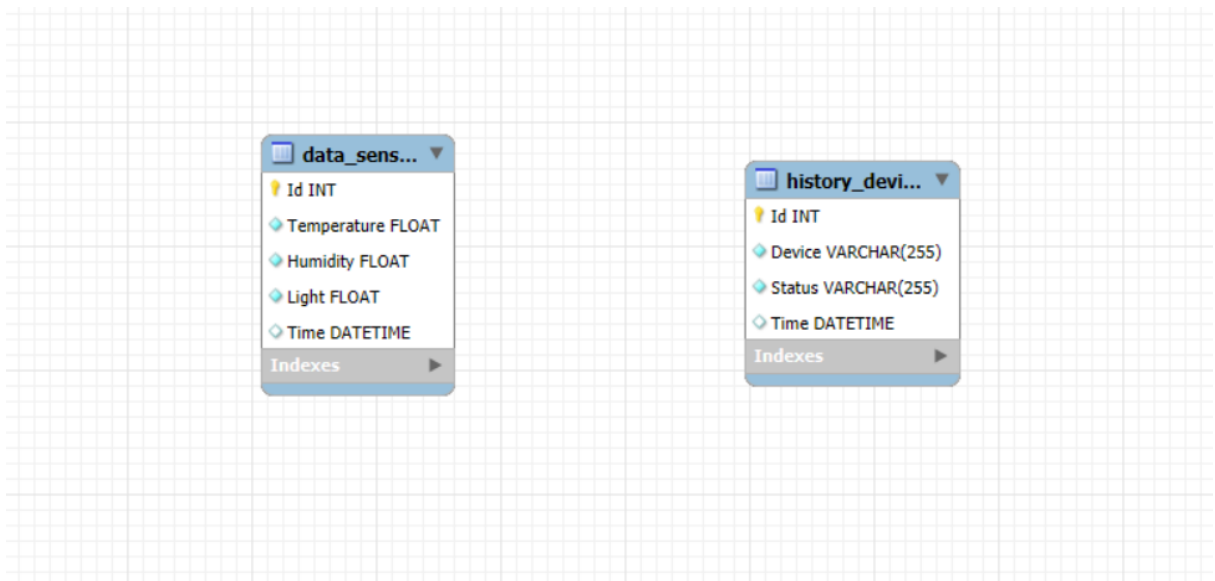 data_sens...
Id INT
Temperature FLOAT
Humidity FLOAT
Light FLOAT
Time DATETIME
Indexes
history_devi...
Id INT
Device VARCHAR(255)
Status VARCHAR(255)
Time DATETIME
Indexes